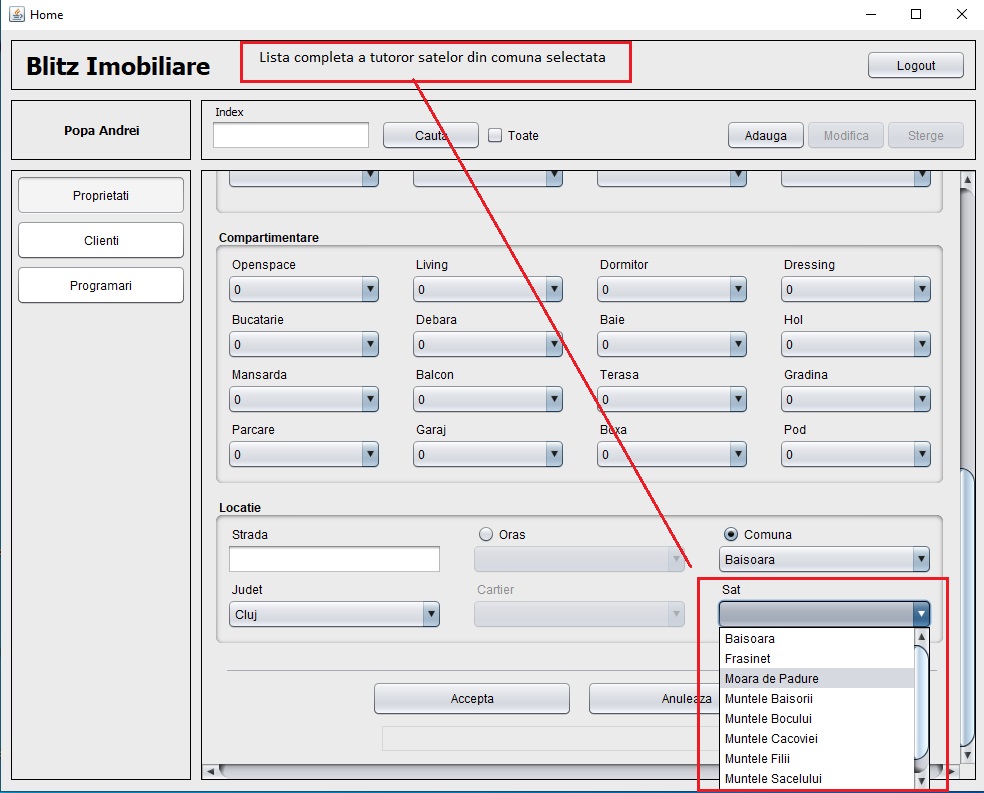 Home
Blitz Imobiliare
Lista completa a tutoror satelor din comuna selectata
Logout
Popa Andrei
Index
Cauta
Toate
Adauga
Modifica
Sterge
Proprietati
Clienti
Programari
Compartimentare
Openspace
Living
Dormitor
Dressing
0
0
0
0
Bucatarie
Debara
Baie
Hol
0
0
0
0
Mansarda
Balcon
Terasa
Gradina
0
0
0
0
Parcare
Garaj
Boxa
Pod
0
0
0
0
Locatie
Strada
Oras
Comuna
Baisoara
Judet
Cartier
Sat
Cluj
Baisoara
Frasinet
Moara de Padure
Muntele Baisorii
Muntele Bocului
Muntele Cacoviei
Muntele Filii
Muntele Sacelului
Accepta
Anuleaza